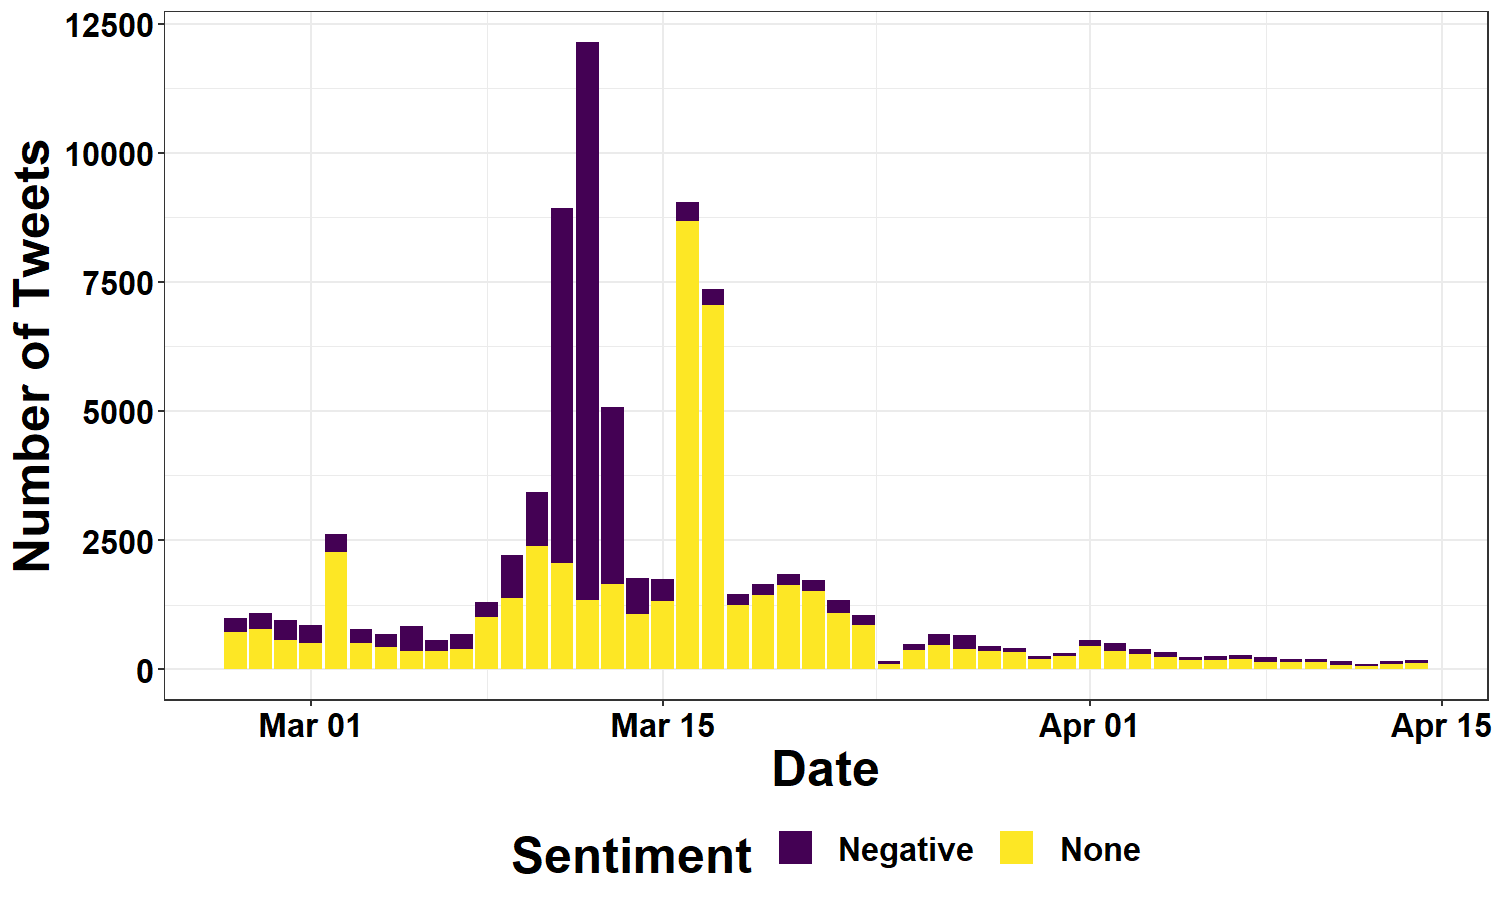 Number of Tweets
12500
10000
7500
5000
2500
0
Mar 01 Mar 15 Apr 01 Apr 15
Date
Sentiment Negative None